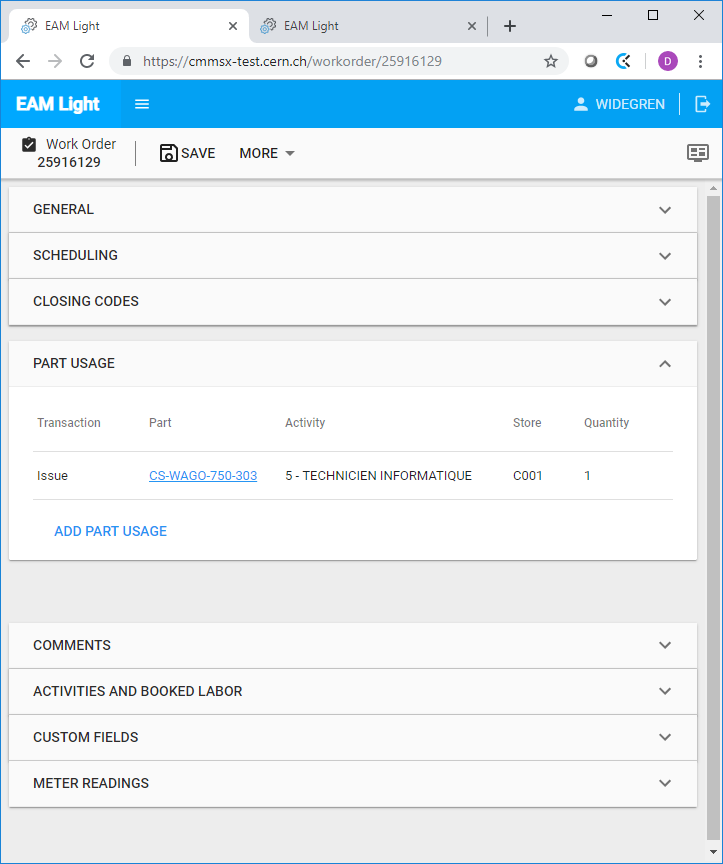 EAM Light
EAM Light
https://cmmsx-test.cern.ch/workorder/25916129
D
EAM Light
WIDEGREN
Work Order
25916129
SAVE
MORE
GENERAL
SCHEDULING
CLOSING CODES
PART USAGE
Transaction Part Activity Store Quantity
Issue CS-WAGO-750-303 5 - TECHNICIEN INFORMATIQUE C001 1
ADD PART USAGE
COMMENTS
ACTIVITIES AND BOOKED LABOR
CUSTOM FIELDS
METER READINGS